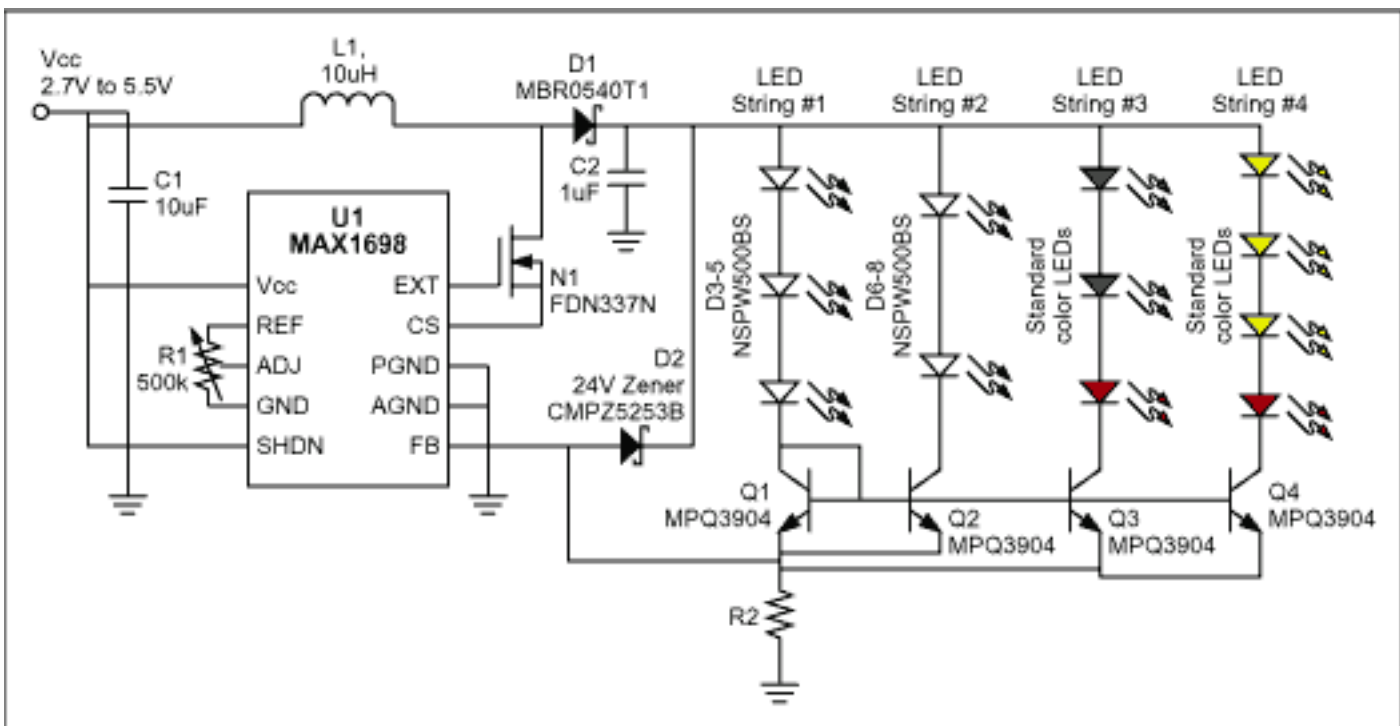 Vcc
2.7V to 5.5V
L1,
10uH
D1
MBR0540T1
LED
String #1
LED
String #2
LED
String #3
LED
String #4
C1
10uF
C2
1uF
U1
MAX1698
Vcc
EXT
REF
CS
ADJ
PGND
GND
AGND
SHDN
FB
R1
500k
N1
FDN337N
D2
24V Zener
CMPZ5253B
D3-5
NSPW500BS
D6-8
NSPW500BS
Standard
color LEDs
Standard
color LEDs
Q1
MPQ3904
Q2
MPQ3904
Q3
MPQ3904
Q4
MPQ3904
R2